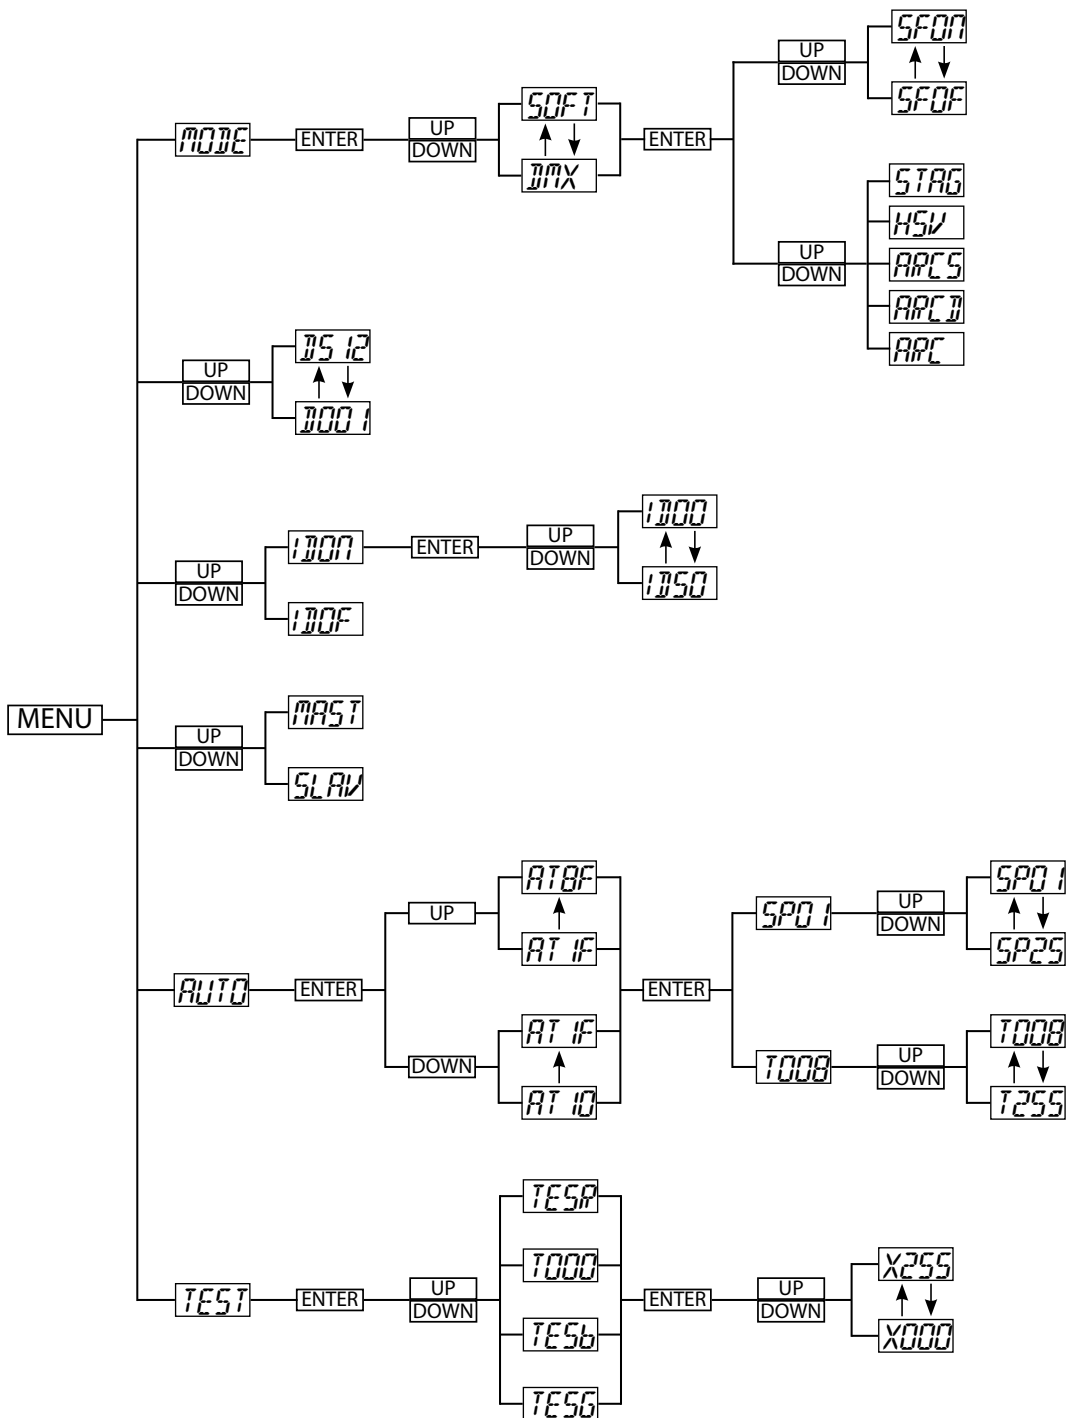 MENU
MODE
ENTER
UP
DOWN
SOFT
DMX
ENTER
UP
DOWN
SFON
SFOF
UP
DOWN
STAG
HSV
ARCS
ARCD
ARC
UP
DOWN
D512
D001
UP
DOWN
IDON
ENTER
UP
DOWN
ID00
ID50
IDOF
UP
DOWN
MAST
SLAV
AUTO
ENTER
UP
AT8F
AT1F
DOWN
AT1F
AT10
ENTER
SP01
UP
DOWN
SP01
SP25
T008
UP
DOWN
T008
T255
TEST
ENTER
UP
DOWN
TESR
T000
TESb
TESG
ENTER
UP
DOWN
X255
X000